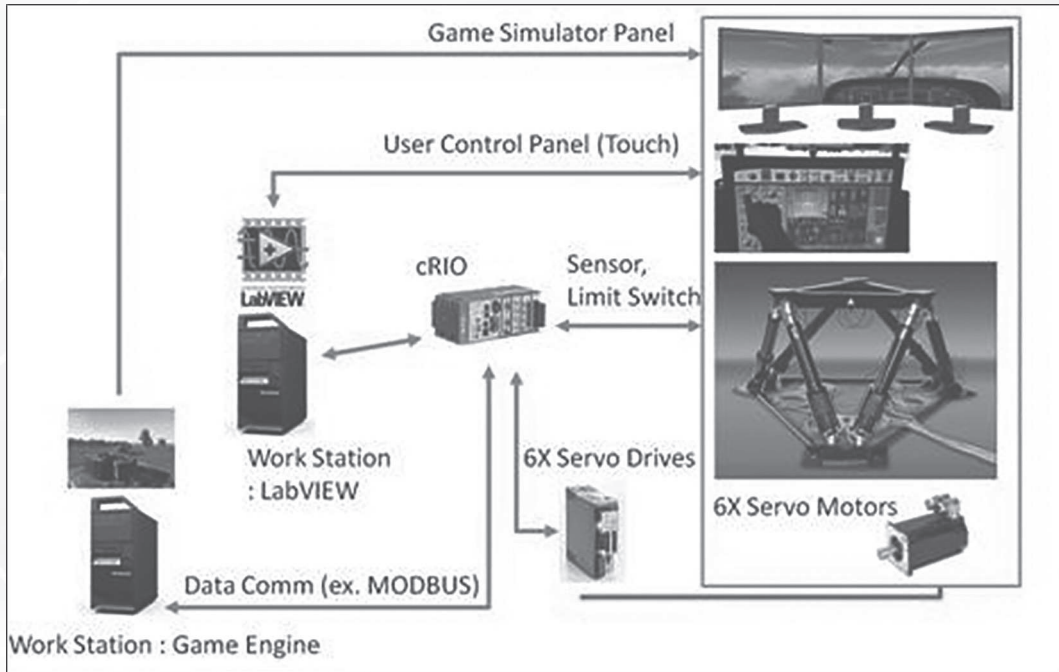 Game Simulator Panel
User Control Panel (Touch)
LabVIEW
cRIO
Sensor,
Limit Switch
Work Station
: LabVIEW
6X Servo Drives
6X Servo Motors
Data Comm (ex. MODBUS)
Work Station : Game Engine